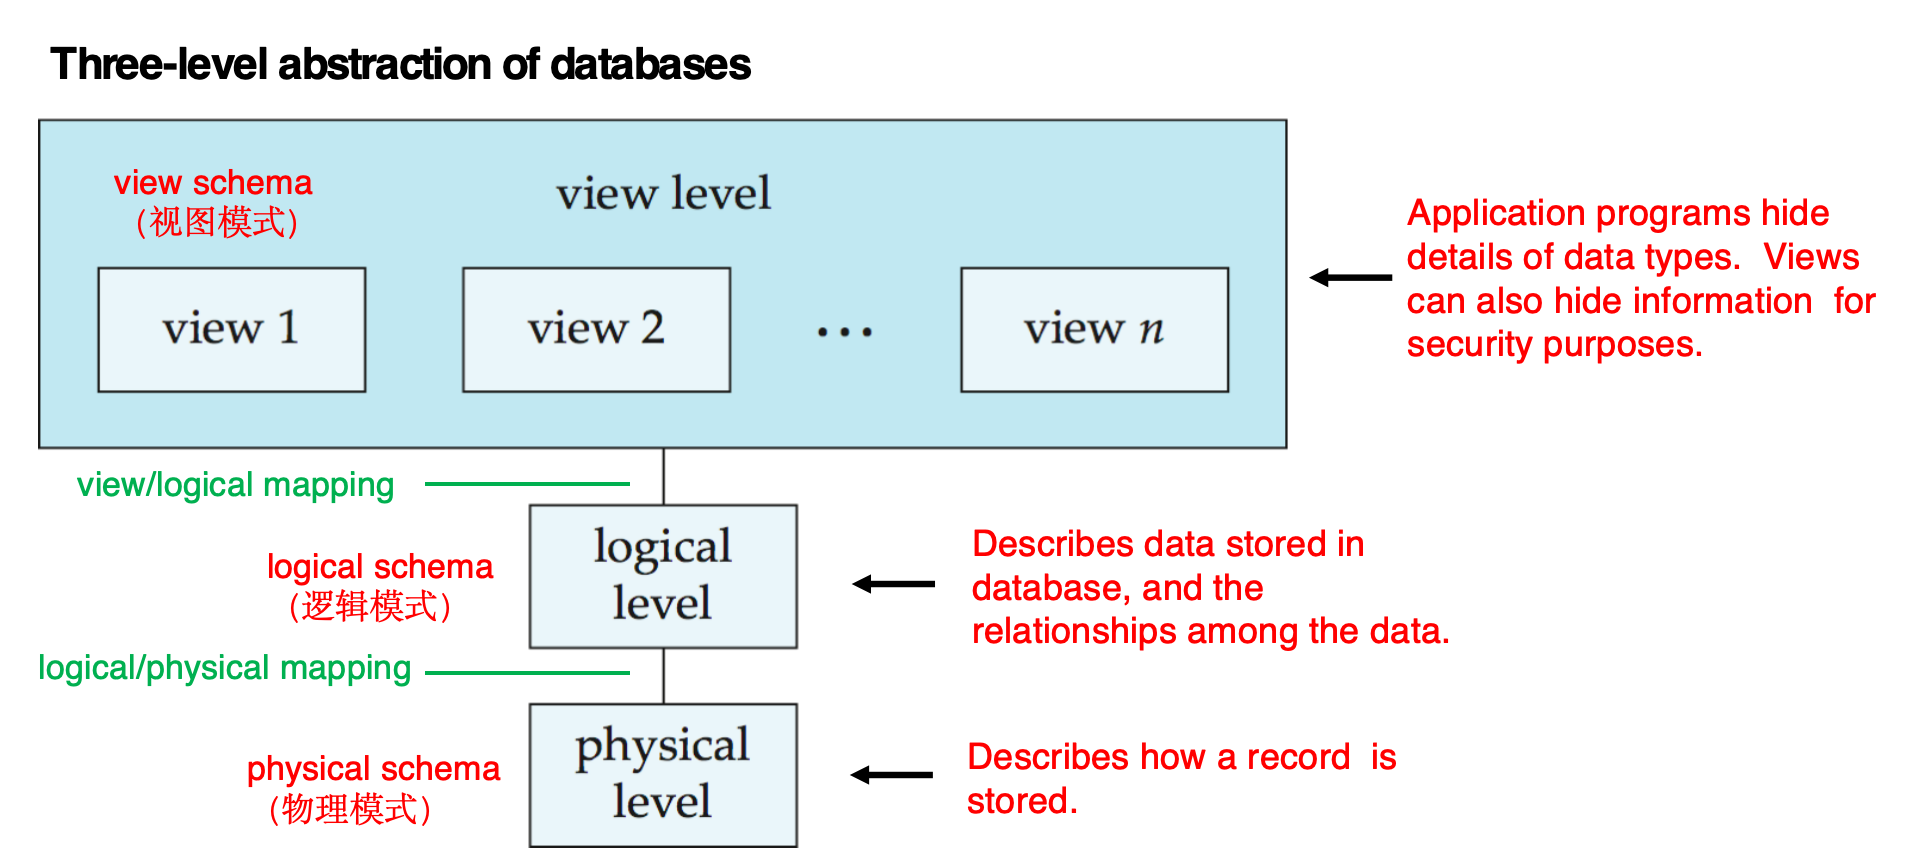 Three-level abstraction of databases
view schema
（视图模式）
view level
view 1
view 2
...
view n
Application programs hide
details of data types.  Views
can also hide information  for
security purposes.
view/logical mapping
logical schema
（逻辑模式）
logical
level
Describes data stored in
database, and the
relationships among the data.
logical/physical mapping
physical schema
（物理模式）
physical
level
Describes how a record  is
stored.